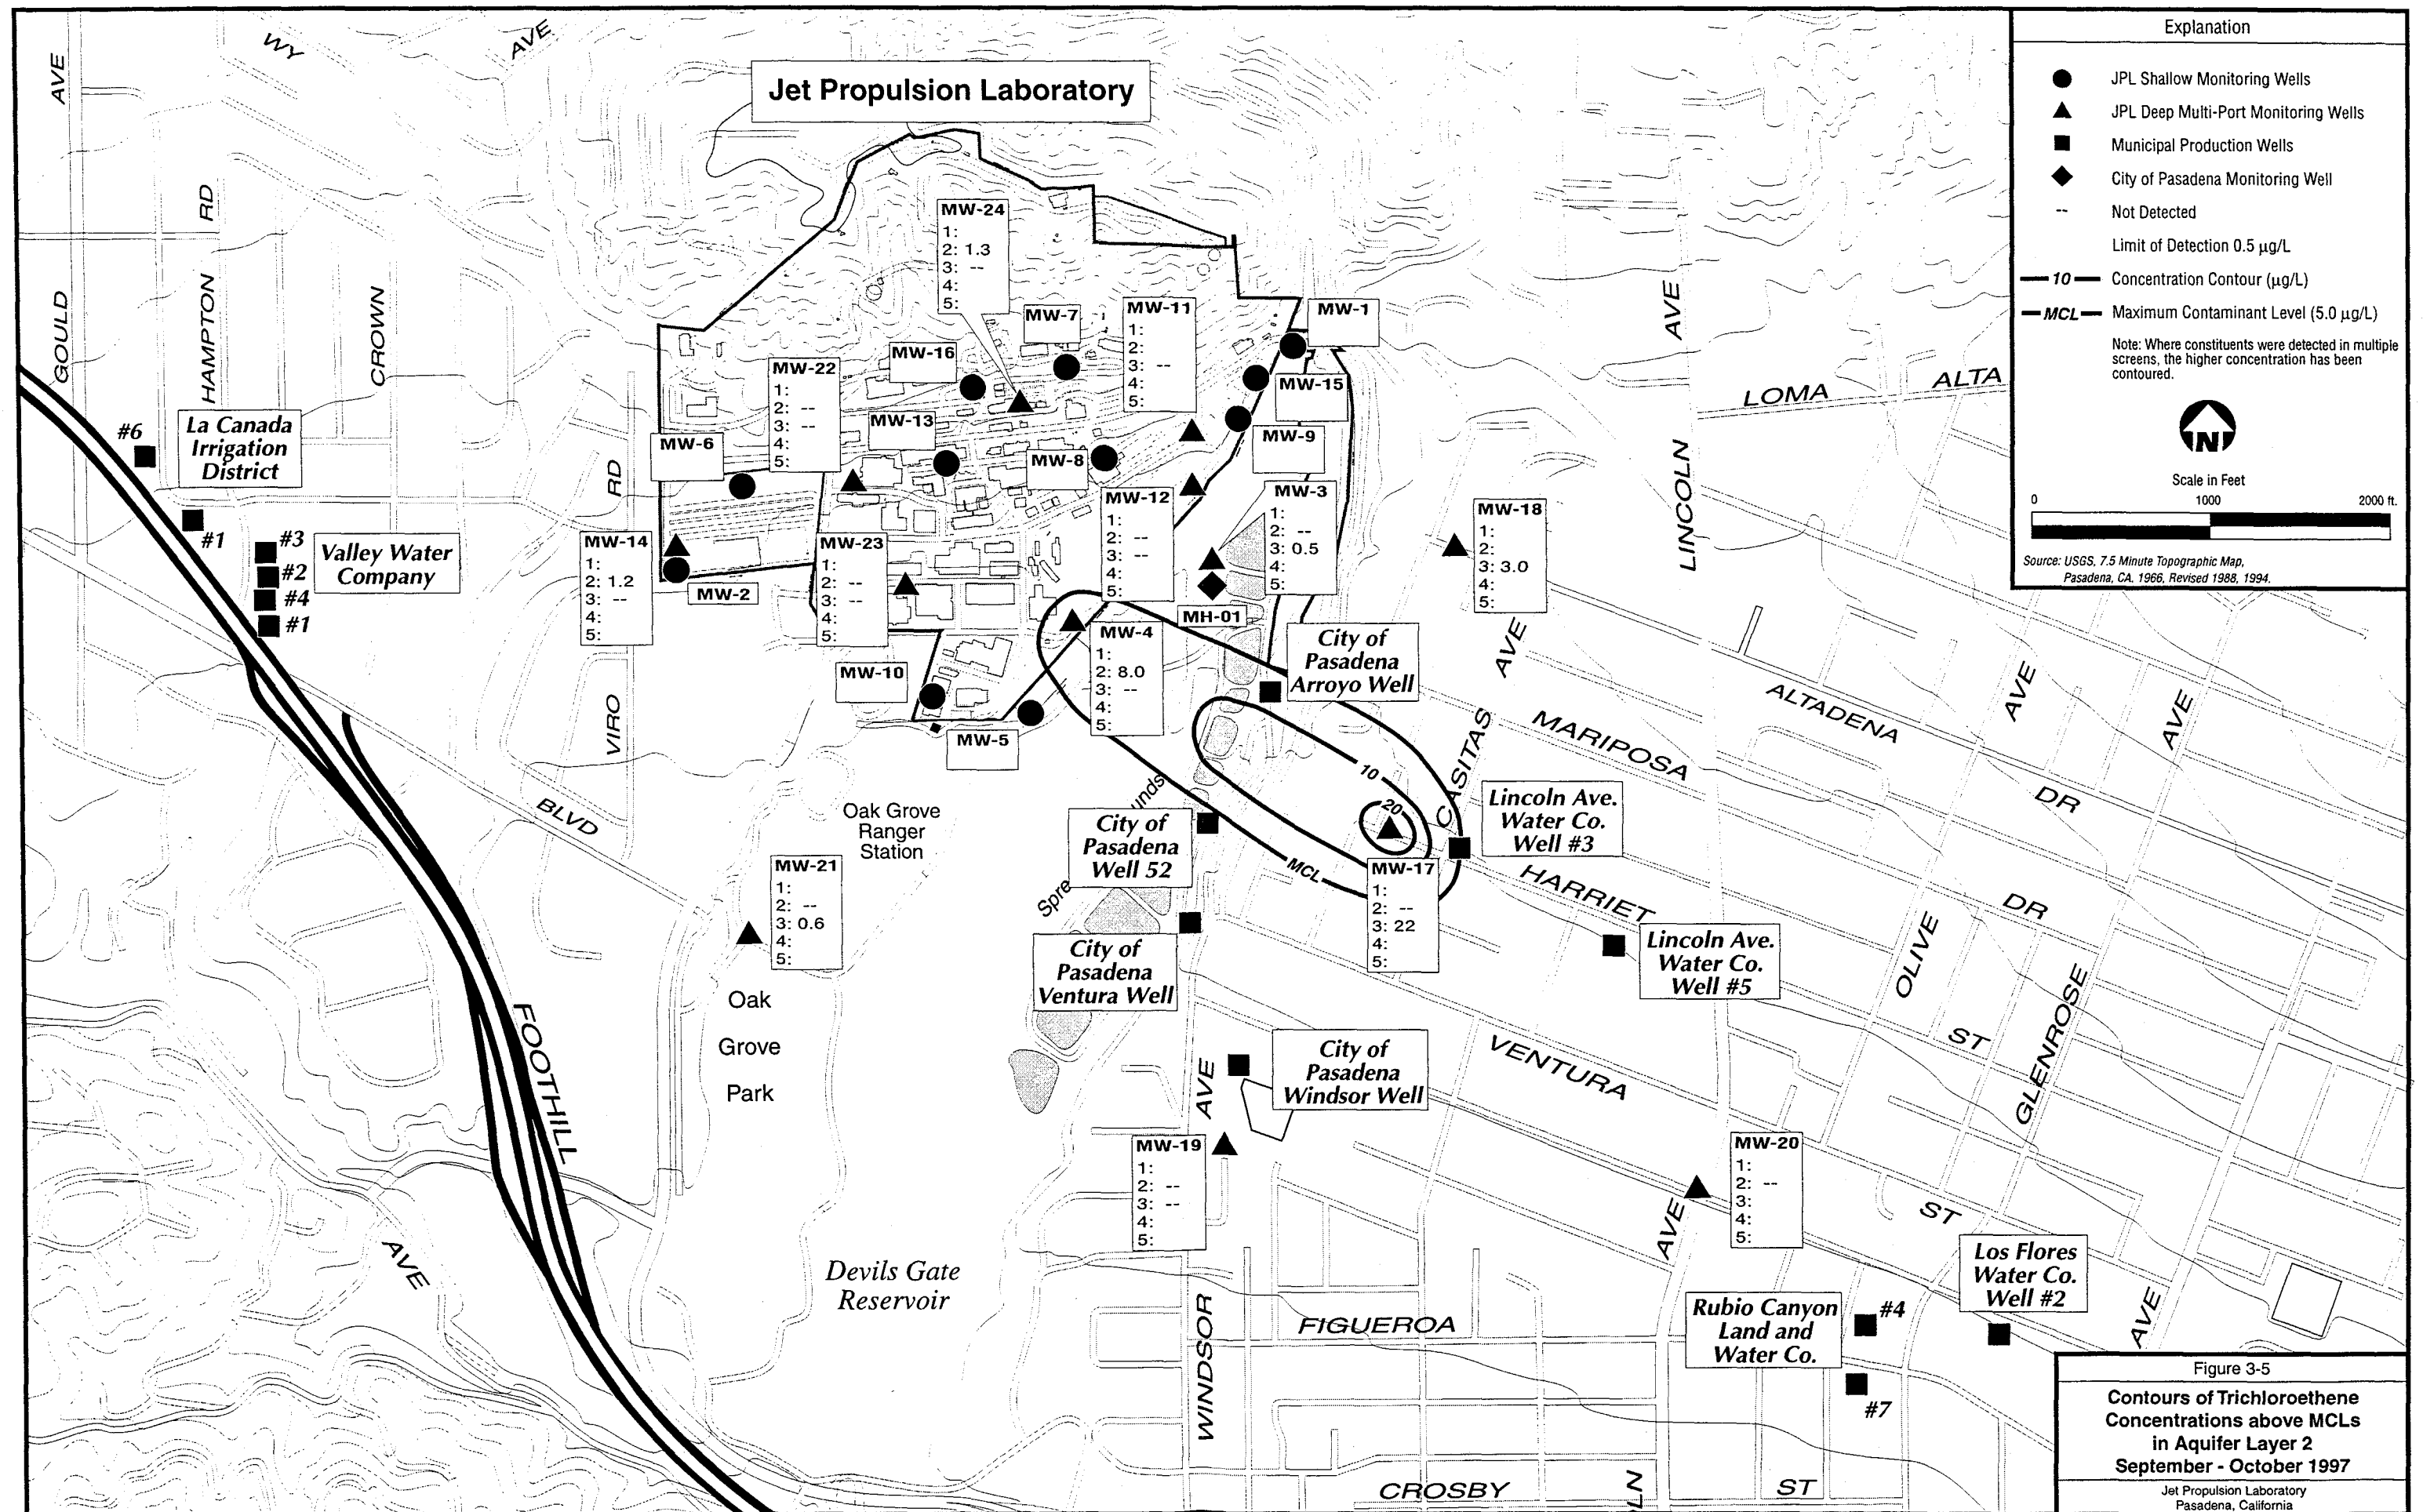 WY
AVE
AVE
Jet Propulsion Laboratory
GOULD
HAMPTON
RD
CROWN
RD
VIRO
#6
La Canada
Irrigation
District
#1
#3
#2
#4
#1
Valley Water
Company
MW-24
1:
2: 1.3
3: --
4:
5:
MW-7
MW-11
1:
2:
3: --
4:
5:
MW-1
MW-16
MW-22
1:
2: --
3: --
4:
5:
MW-15
MW-13
MW-6
MW-8
MW-9
MW-12
1:
2: --
3: --
4:
5:
MW-3
1:
2: --
3: 0.5
4:
5:
MW-18
1:
2:
3: 3.0
4:
5:
MW-14
1:
2: 1.2
3: --
4:
5:
MW-2
MW-23
1:
2: --
3: --
4:
5:
MH-01
MW-4
1:
2: 8.0
3: --
4:
5:
City of
Pasadena
Arroyo Well
MW-10
MW-5
LINCOLN
AVE
LOMA
ALTA
AVE
CASITAS
MARIPOSA
ALTADENA
DR
AVE
AVE
10
20
MCL
Lincoln Ave.
Water Co.
Well #3
City of
Pasadena
Well 52
Spre
unds
Oak Grove
Ranger
Station
BLVD
MW-21
1:
2: --
3: 0.6
4:
5:
Oak
Grove
Park
MW-17
1:
2: --
3: 22
4:
5:
HARRIET
DR
Lincoln Ave.
Water Co.
Well #5
City of
Pasadena
Ventura Well
OLIVE
GLENROSE
ST
FOOTHILL
AVE
City of
Pasadena
Windsor Well
VENTURA
AVE
MW-19
1:
2: --
3: --
4:
5:
MW-20
1:
2: --
3:
4:
5:
AVE
ST
Los Flores
Water Co.
Well #2
Devils Gate
Reservoir
WINDSOR
FIGUEROA
Rubio Canyon
Land and
Water Co.
#4
#7
AVE
CROSBY
LN
ST
Explanation
JPL Shallow Monitoring Wells
JPL Deep Multi-Port Monitoring Wells
Municipal Production Wells
City of Pasadena Monitoring Well
-- Not Detected
Limit of Detection 0.5 µg/L
10 Concentration Contour (µg/L)
MCL Maximum Contaminant Level (5.0 µg/L)
Note: Where constituents were detected in multiple
screens, the higher concentration has been
contoured.
N
Scale in Feet
0 1000 2000 ft.
Source: USGS, 7.5 Minute Topographic Map,
Pasadena, CA. 1966, Revised 1988, 1994.
Figure 3-5
Contours of Trichloroethene
Concentrations above MCLs
in Aquifer Layer 2
September - October 1997
Jet Propulsion Laboratory
Pasadena, California